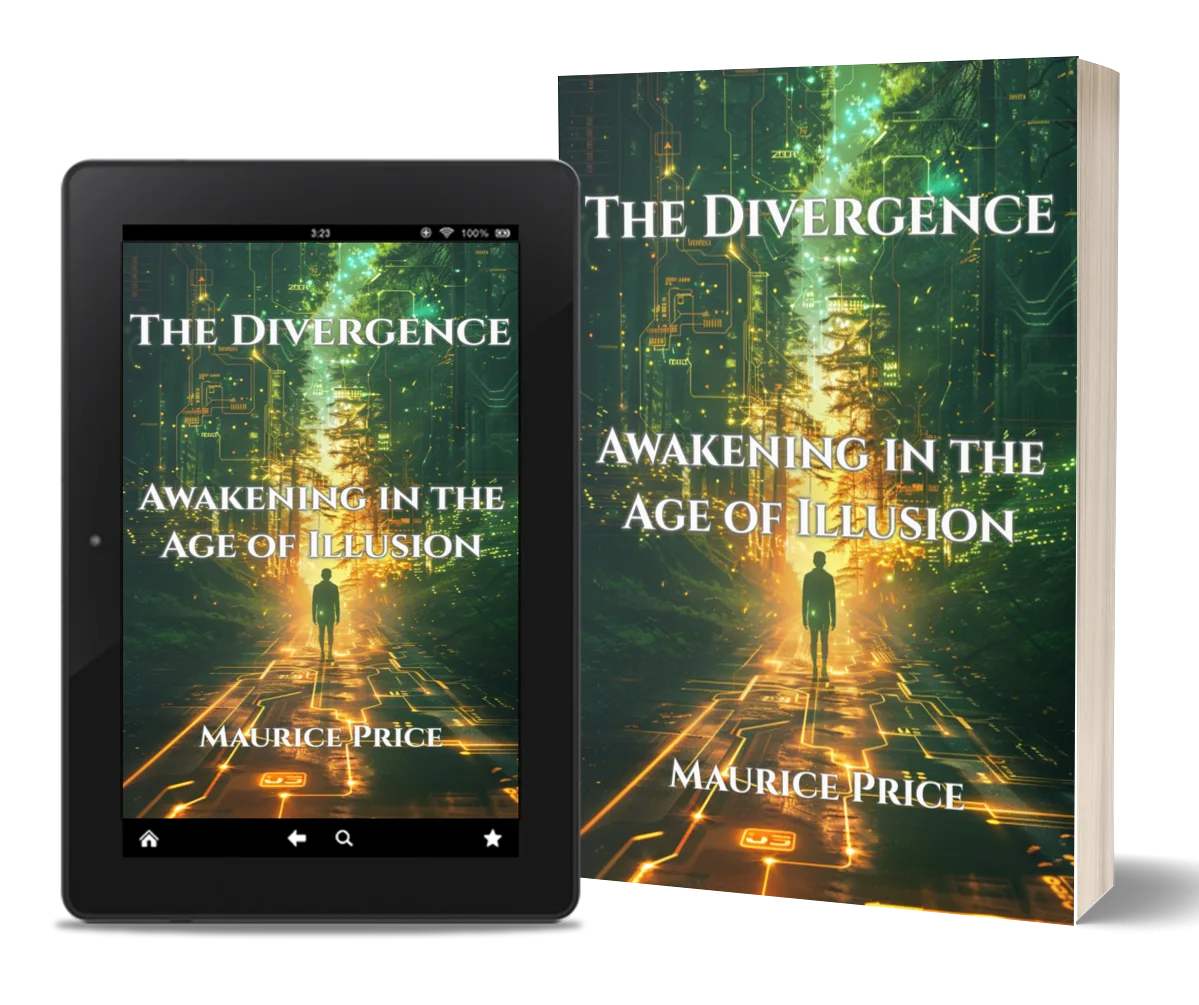 3:23 100%
The Divergence
Awakening in the
Age of Illusion
Maurice Price
The Divergence
Awakening in the
Age of Illusion
Maurice Price